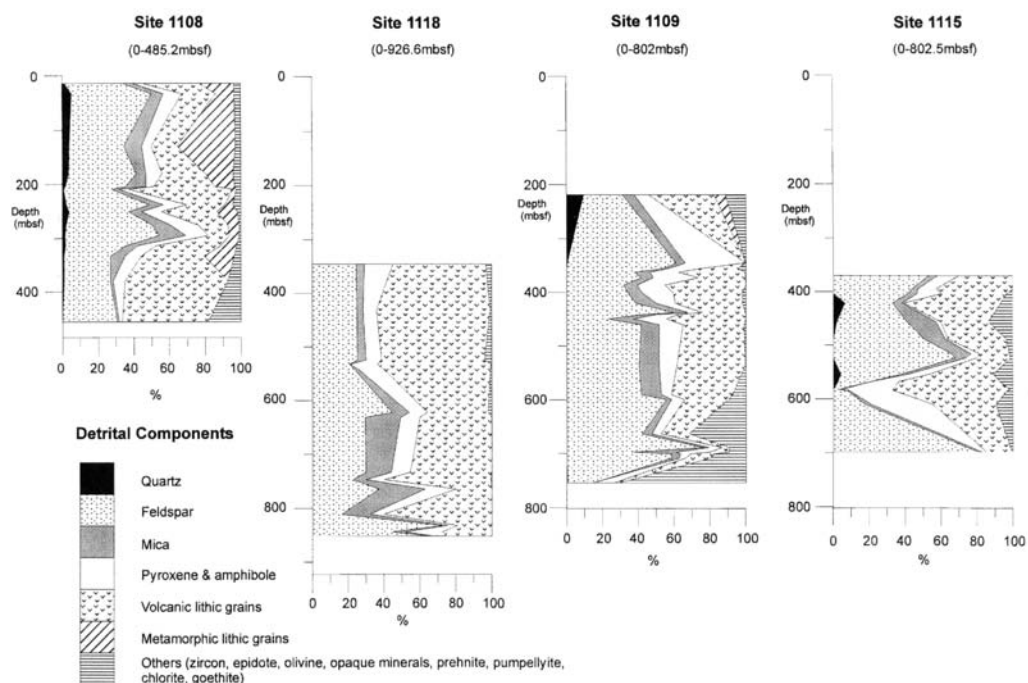 Site 1108
(0-485.2mbsf)
0
200
Depth
(mbsf)
400
0 20 40 60 80 100
%
Site 1118
(0-926.6mbsf)
0
200
Depth
(mbsf)
400
600
800
0 20 40 60 80 100
%
Site 1109
(0-802m)
0
200
Depth
(mbsf)
400
600
800
0 20 40 60 80 100
%
Site 1115
(0-802.5m)
0
200
Depth
(mbsf)
400
600
800
0 20 40 60 80 100
%
Detrital Components
Quartz
Feldspar
Mica
Pyroxene & amphibole
Volcanic lithic grains
Metamorphic lithic grains
Others (zircon, epidote, olivine, opaque minerals, prehnite, pumpellyite,
chlorite, goethite)